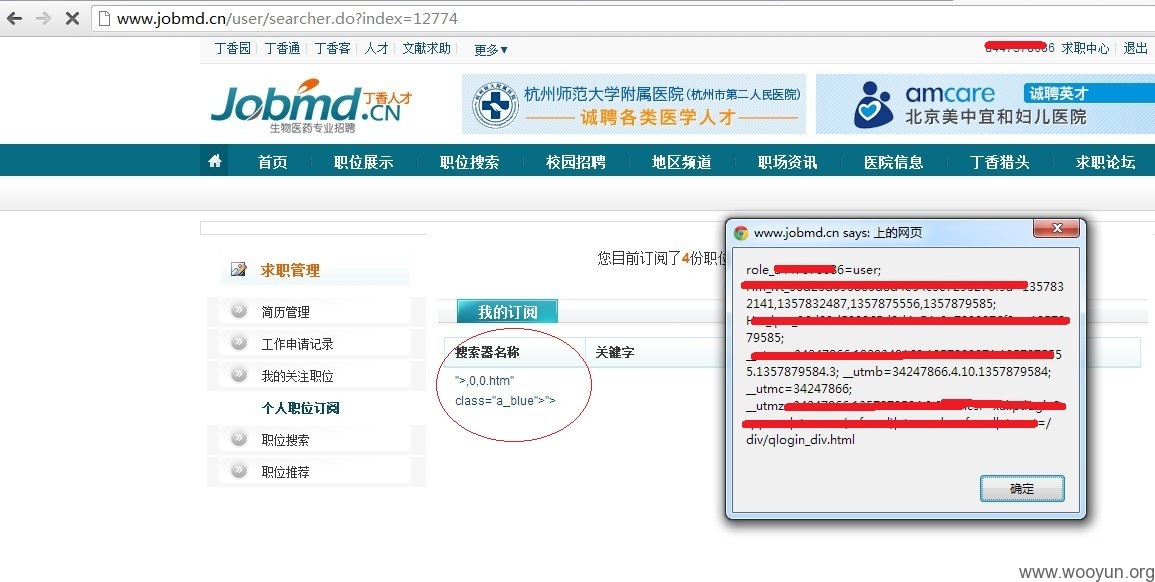 www.jobmd.cn/user/searcher.do?index=12774
丁香园 丁香通 丁香客 人才 文献求助 更多▼
6 求职中心 退出
Jobmd.CN 丁香人才
生物医药专业招聘
杭州师范大学附属医院(杭州市第二人民医院)
诚聘各类医学人才
amcare 诚聘英才
北京美中宜和妇儿医院
首页 职位展示 职位搜索 校园招聘 地区频道 职场资讯 医院信息 丁香猎头 求职论坛
您目前订阅了4份职位
求职管理
简历管理
工作申请记录
我的关注职位
个人职位订阅
职位搜索
职位推荐
我的订阅
搜索器名称 关键字
">,0,0.htm"
class="a_blue">">
www.jobmd.cn says: 上的网页
role_ 6=user;
135783
2141,1357832487,1357875556,1357879585;
79585;
5.1357879584.3; __utmb=34247866.4.10.1357879584;
__utmc=34247866;
__utmz
=/
div/qlogin_div.html
确定
www.wooyun.org